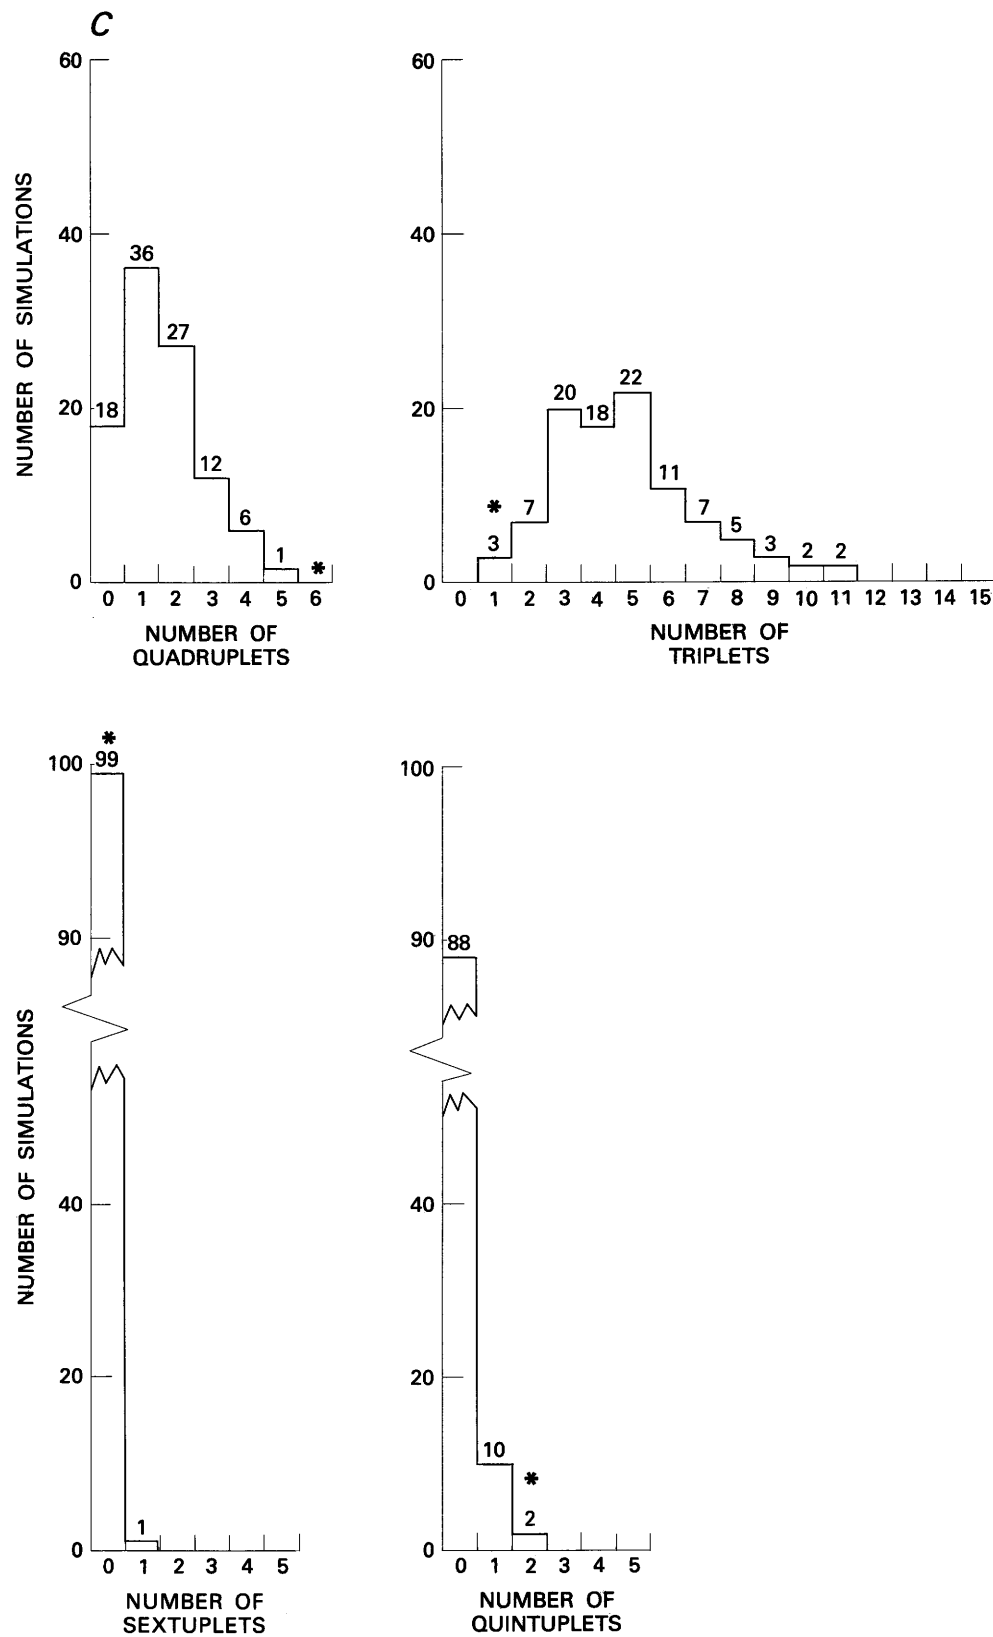 C
60
40
20
0
NUMBER OF SIMULATIONS
18
36
27
12
6
1
*
0 1 2 3 4 5 6
NUMBER OF
QUADRUPLETS
60
40
20
0
*
3
7
20
18
22
11
7
5
3
2
2
0 1 2 3 4 5 6 7 8 9 10 11 12 13 14 15
NUMBER OF
TRIPLETS
*
99
100
90
40
20
0
NUMBER OF SIMULATIONS
1
0 1 2 3 4 5
NUMBER OF
SEXTUPLETS
100
90
40
20
0
88
10
*
2
0 1 2 3 4 5
NUMBER OF
QUINTUPLETS